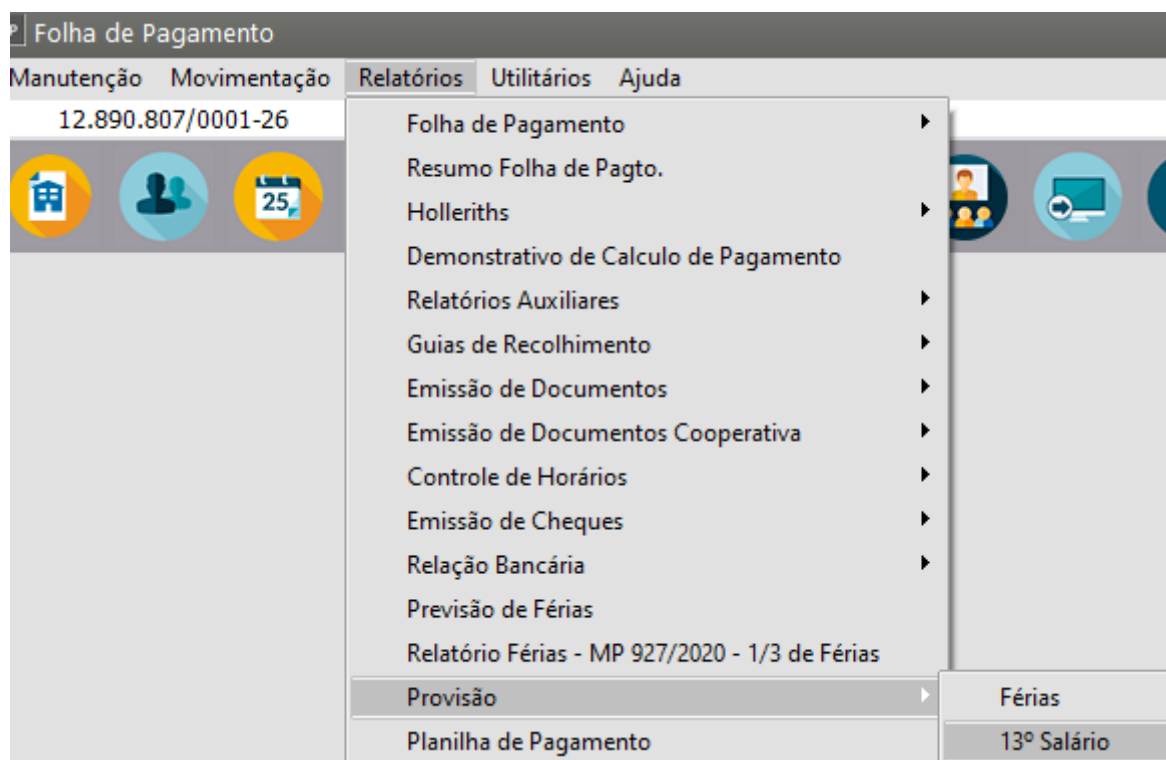 Folha de Pagamento
Manutenção Movimentação Relatórios Utilitários Ajuda
12.890.807/0001-26
25
Folha de Pagamento
Resumo Folha de Pagto.
Holleriths
Demonstrativo de Calculo de Pagamento
Relatórios Auxiliares
Guias de Recolhimento
Emissão de Documentos
Emissão de Documentos Cooperativa
Controle de Horários
Emissão de Cheques
Relação Bancária
Previsão de Férias
Relatório Férias - MP 927/2020 - 1/3 de Férias
Provisão
Férias
Planilha de Pagamento
13º Salário